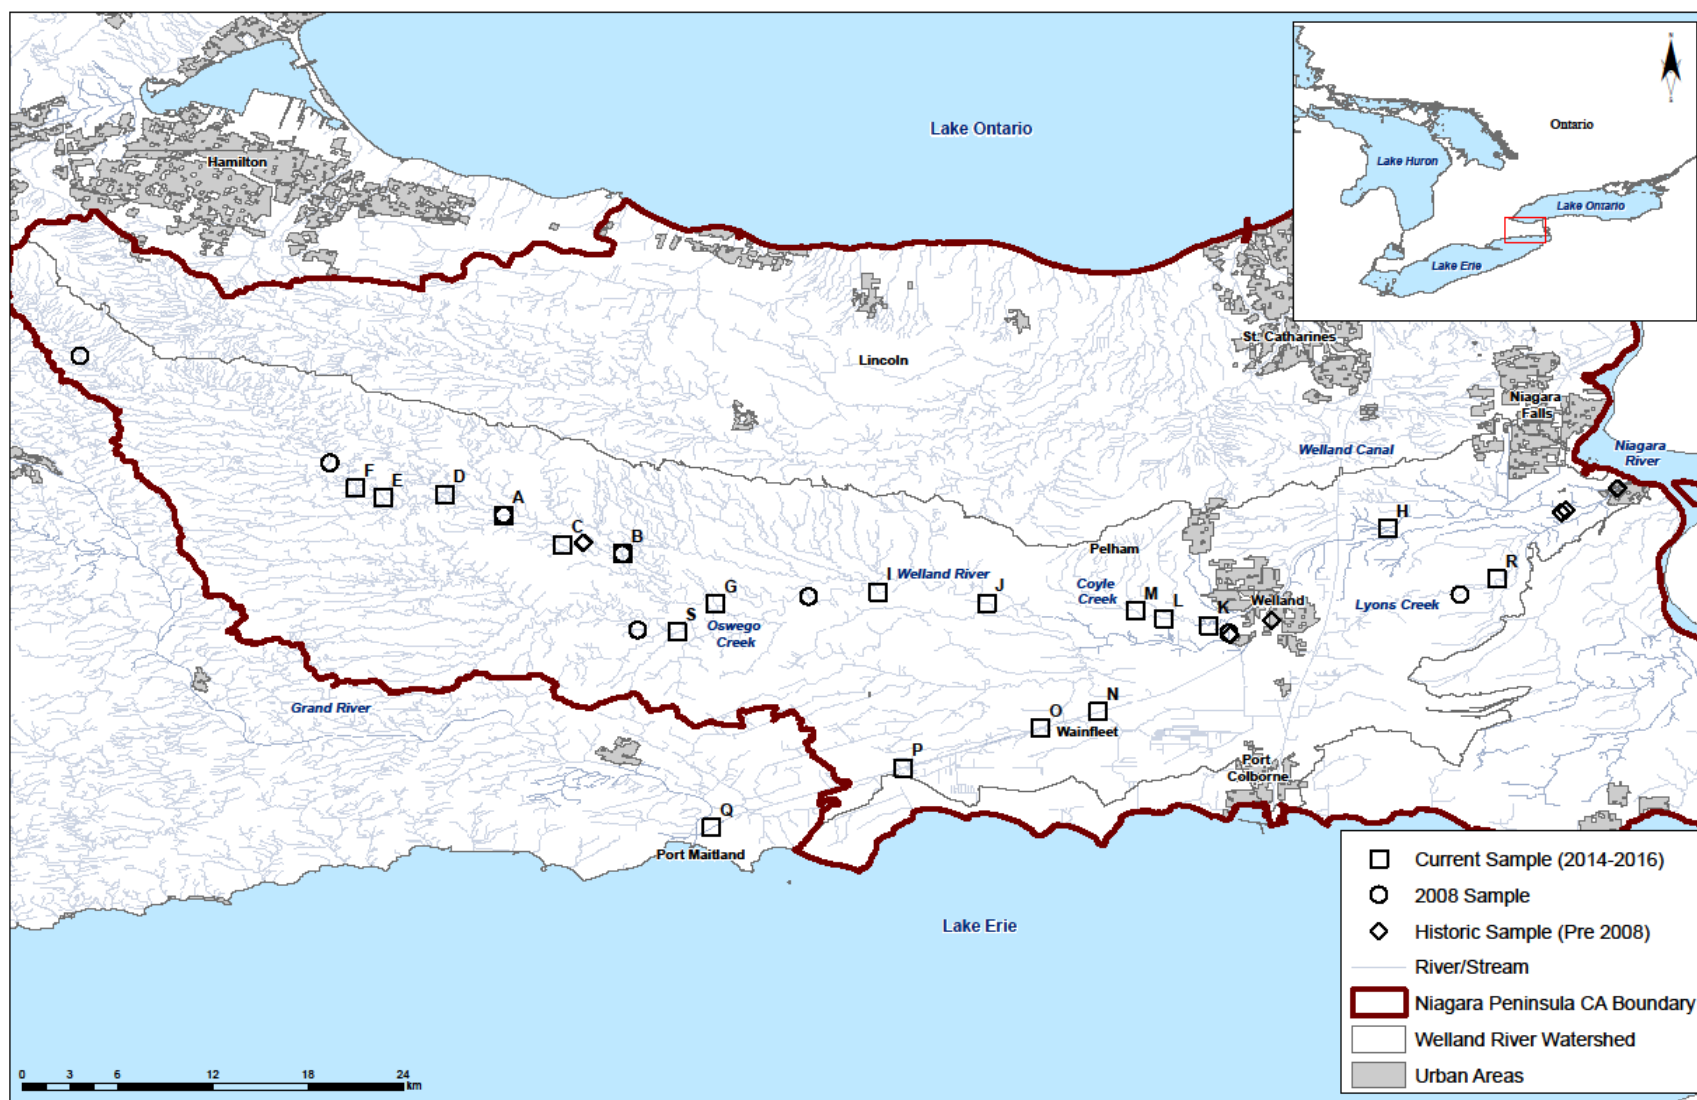 Lake Ontario
Hamilton
N
Ontario
Lake Huron
Lake Ontario
Lake Erie
St. Catharines
Lincoln
Niagara
Falls
Niagara
River
Welland Canal
F
E
D
A
C
B
H
Pelham
G
I
Welland River
J
Coyle
Creek
M
L
K
Welland
Lyons Creek
R
S
Oswego
Creek
Grand River
N
O
Wainfleet
P
Port
Colborne
Q
Port Maitland
Lake Erie
Current Sample (2014-2016)
2008 Sample
Historic Sample (Pre 2008)
River/Stream
Niagara Peninsula CA Boundary
Welland River Watershed
Urban Areas
0 3 6 12 18 24
km